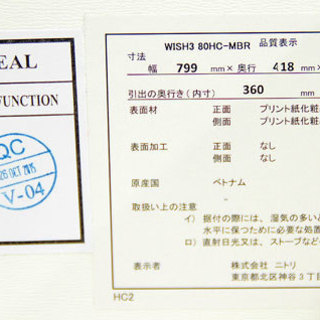 EAL
FUNCTION
QC
26 OCT 2015
V-04
WISH3 80HC-MBR 品質表示
寸法
幅 799 mm× 奥行 418 mm×
引出の奥行き(内寸) 360 mm
表面材 正面 プリント紙化粧
側面 プリント紙化粧
表面加工 正面 なし
側面 なし
原産国 ベトナム
取扱い上の注意
イ) 据付の際には、湿気の多い
水平に保つために必要な処置
ロ) 直射日光又は、ストーブなど
表示者 株式会社 ニトリ
東京都北区神谷3丁目
HC2